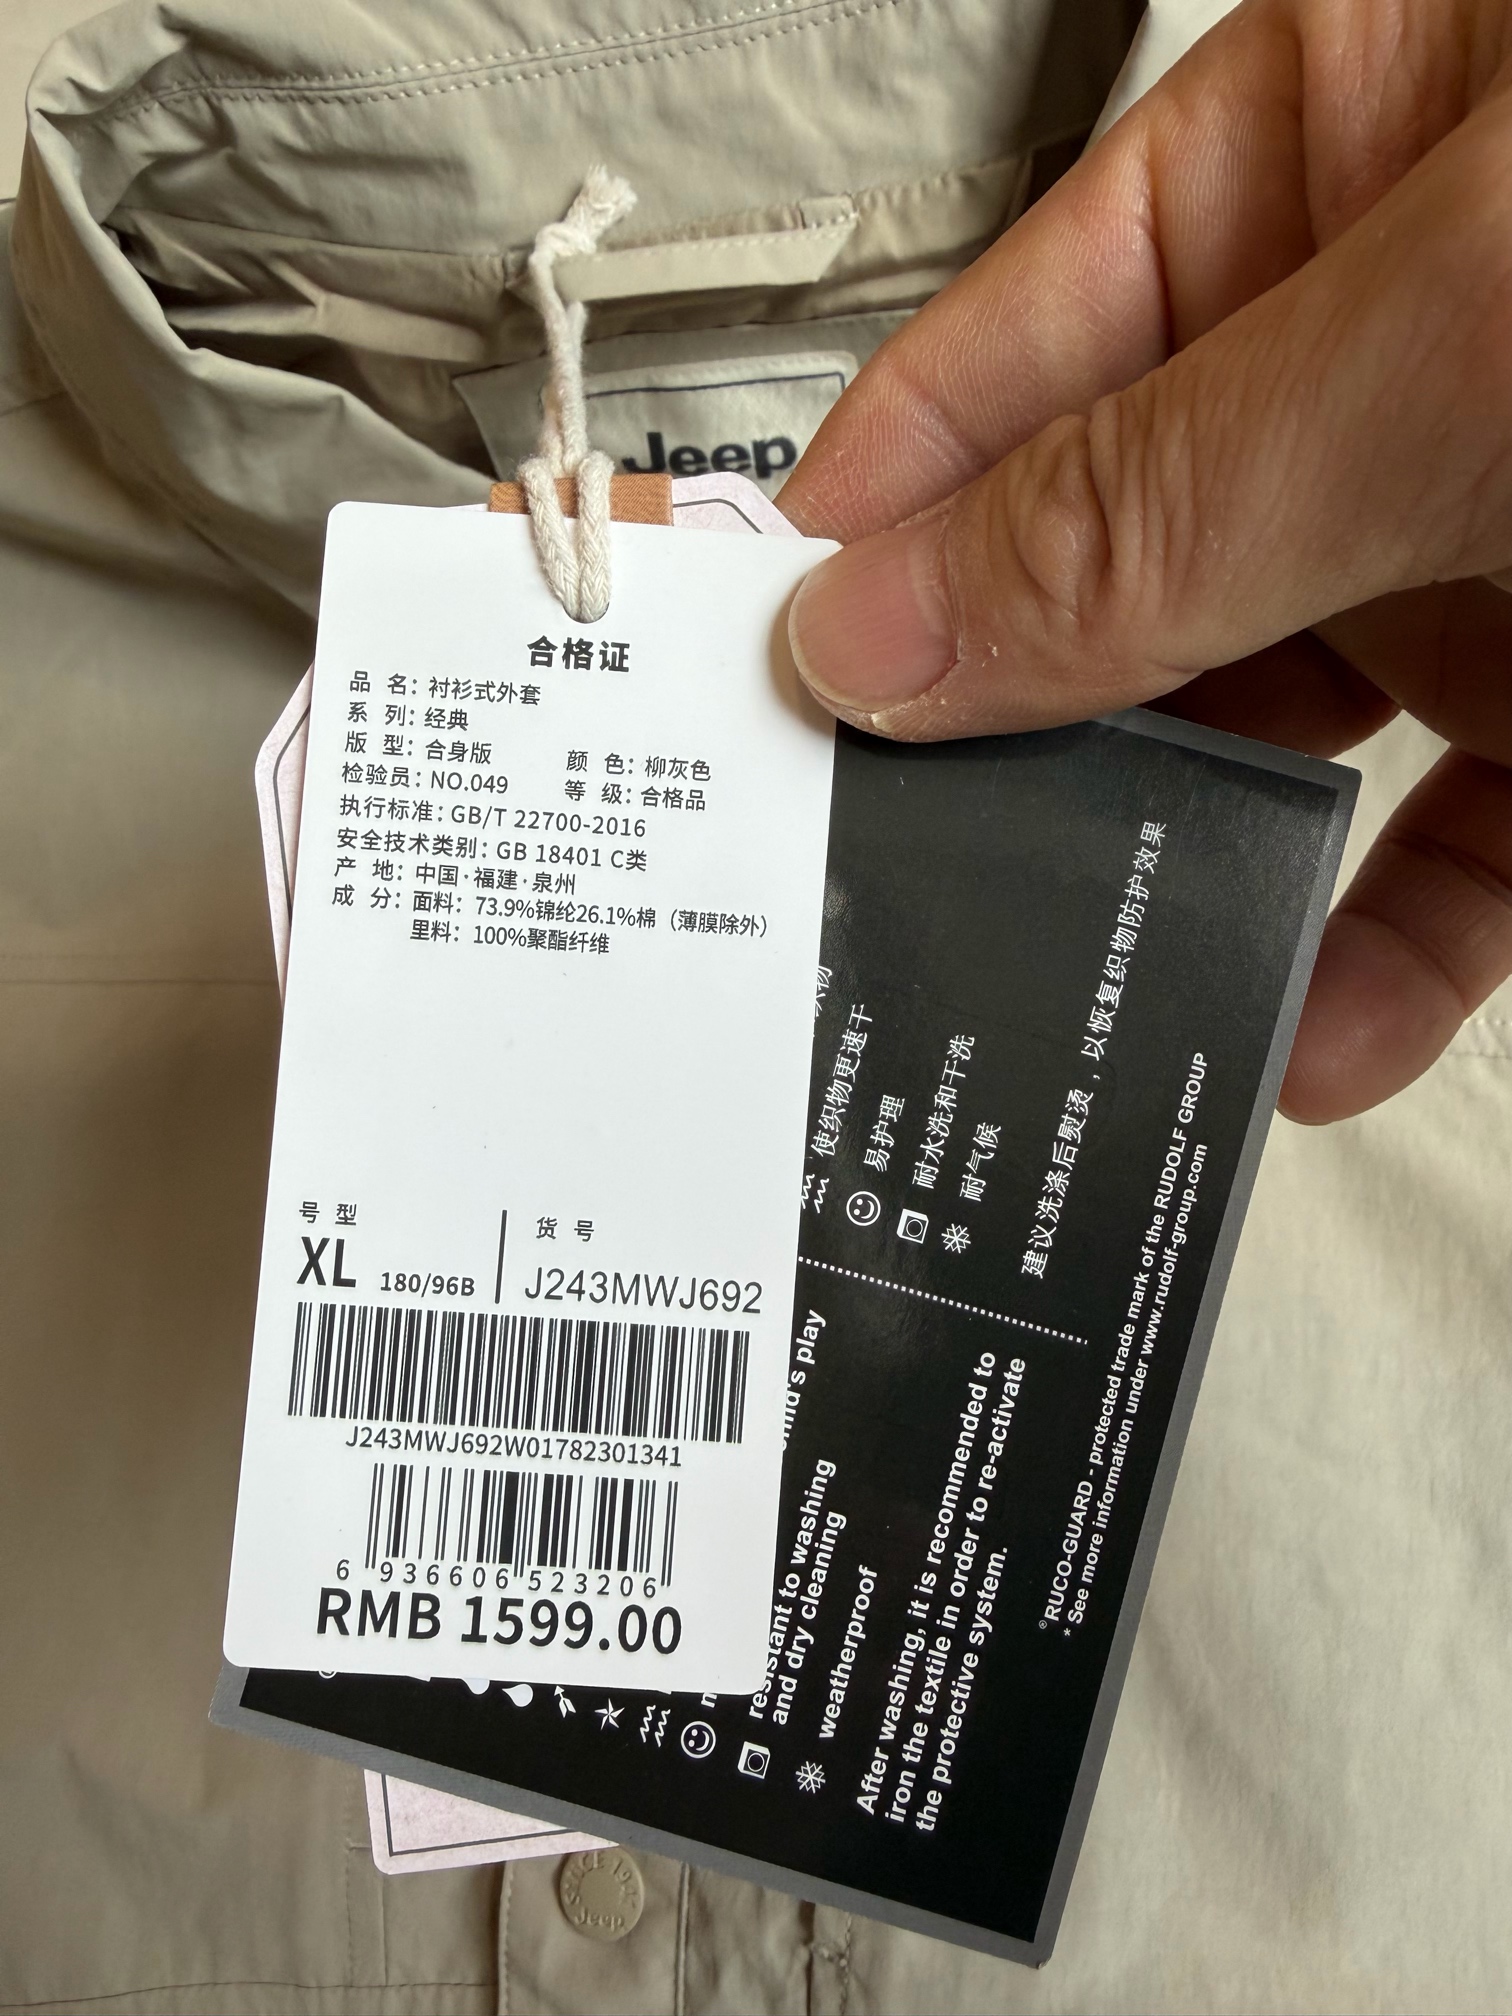 Jeep
合格证
品 名：衬衫式外套
系 列：经典
版 型：合身版 颜 色：柳灰色
检验员：NO.049 等 级：合格品
执行标准：GB/T 22700-2016
安全技术类别：GB 18401 C类
产 地：中国·福建·泉州
成 分：面料：73.9%锦纶26.1%棉（薄膜除外）
里料：100%聚酯纤维
号 型 货 号
XL 180/96B J243MWJ692
J243MWJ692W01782301341
6 936606 523206
RMB 1599.00
织物
使织物更速干
易护理
耐水洗和干洗
耐气候
建议洗涤后熨烫，以恢复织物防护效果
play
resistant to washing
and dry cleaning
weatherproof
After washing, it is recommended to
iron the textile in order to re-activate
the protective system.
®RUCO-GUARD - protected trade mark of the RUDOLF GROUP
* See more information under www.rudolf-group.com
Jeep